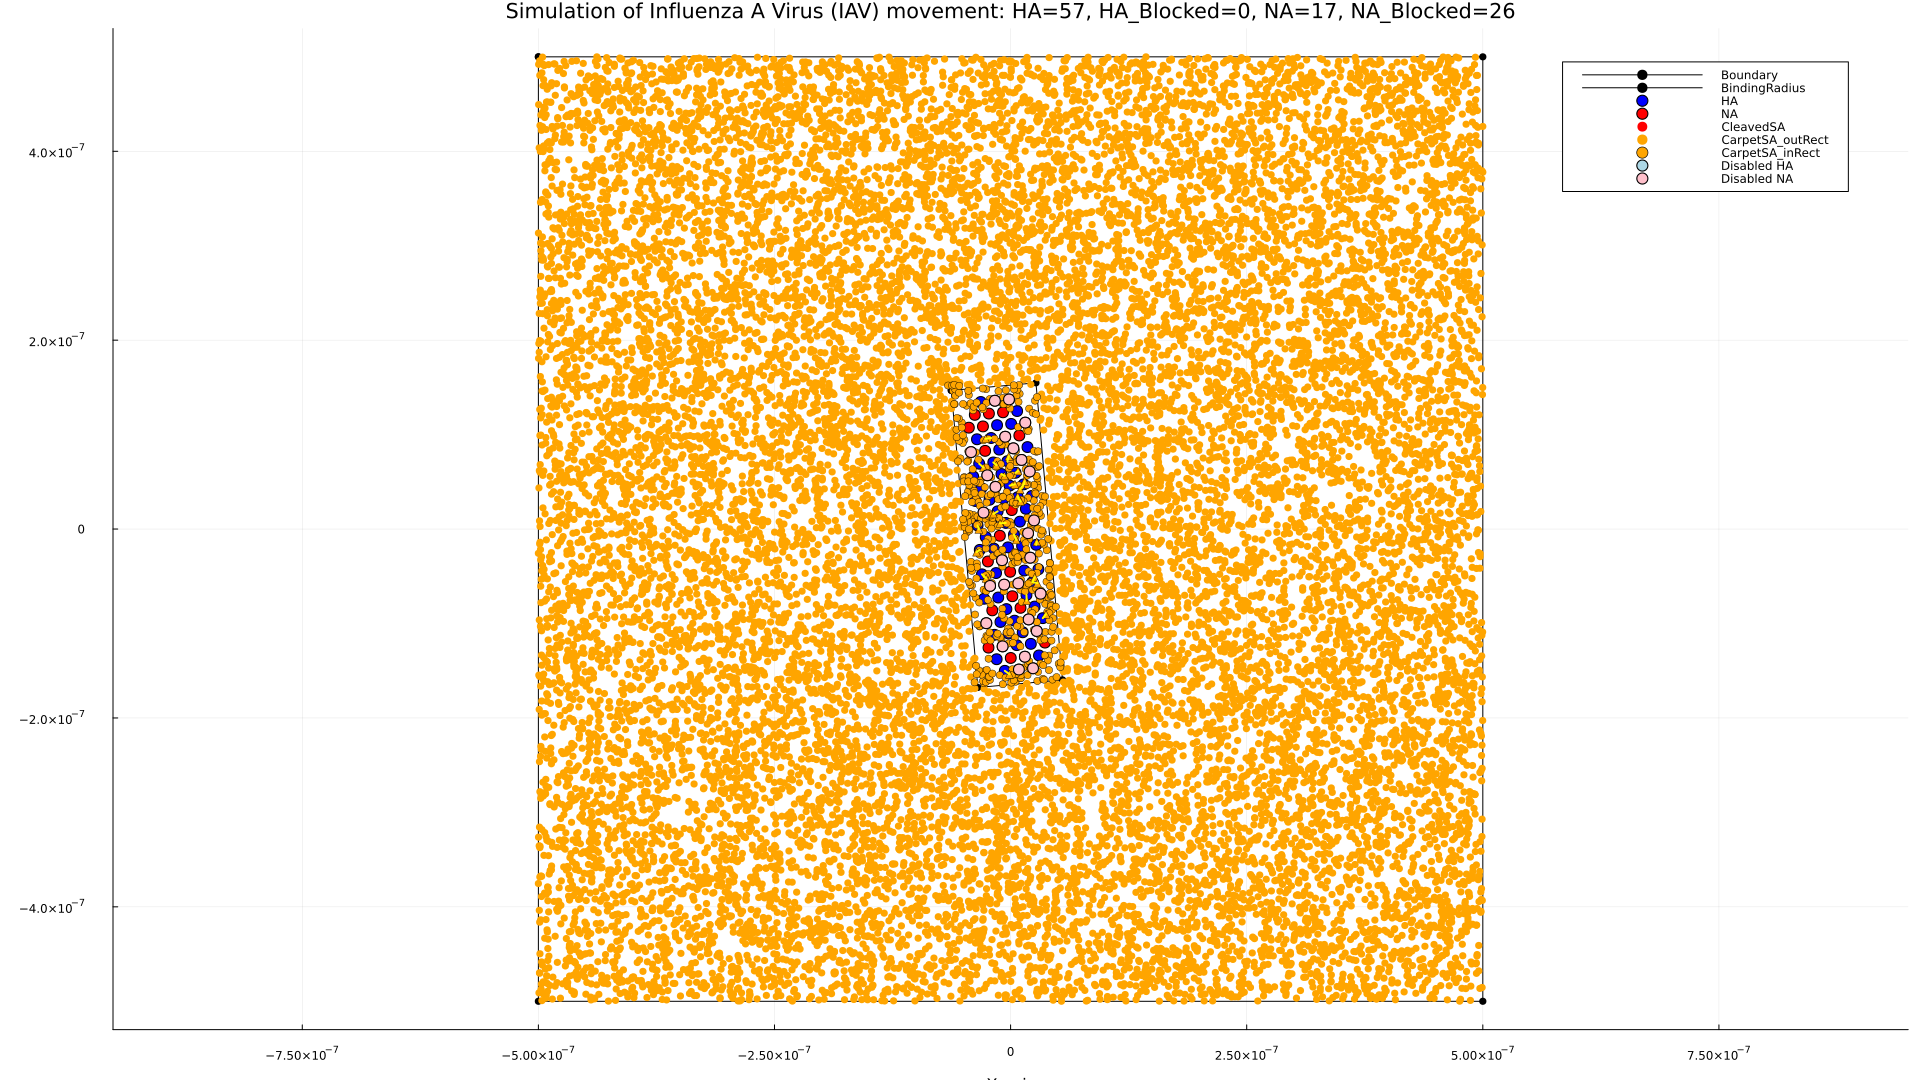 Simulation of Influenza A Virus (IAV) movement: HA=57, HA_Blocked=0, NA=17, NA_Blocked=26
Boundary
BindingRadius
HA
NA
CleavedSA
CarpetSA_outRect
CarpetSA_inRect
Disabled HA
Disabled NA
4.0×10⁻⁷
2.0×10⁻⁷
0
−2.0×10⁻⁷
−4.0×10⁻⁷
−7.50×10⁻⁷ −5.00×10⁻⁷ −2.50×10⁻⁷ 0 2.50×10⁻⁷ 5.00×10⁻⁷ 7.50×10⁻⁷